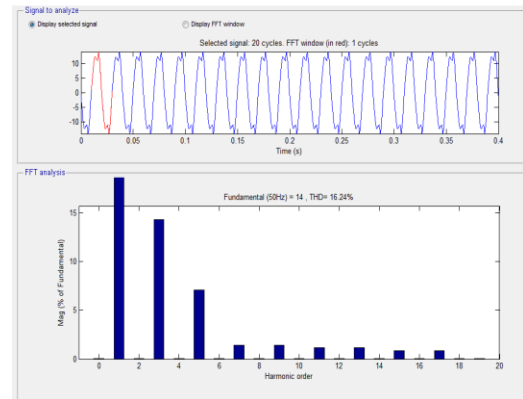 Signal to analyze
Display selected signal Display FFT window
Selected signal: 20 cycles. FFT window (in red): 1 cycles
10
5
0
-5
-10
0 0.05 0.1 0.15 0.2 0.25 0.3 0.35 0.4
Time (s)
FFT analysis
Fundamental (50Hz) = 14 , THD= 16.24%
15
10
5
0
Mag (% of Fundamental)
0 2 4 6 8 10 12 14 16 18 20
Harmonic order